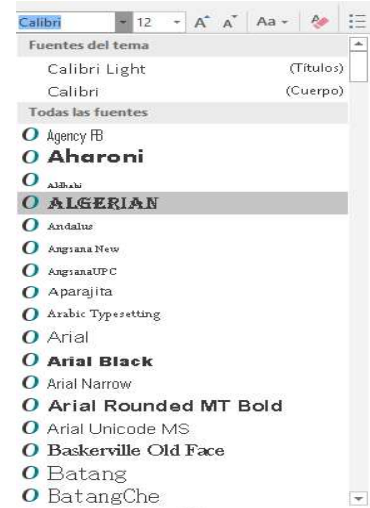 Calibri 12 A A Aa
Fuentes del tema
Calibri Light (Títulos)
Calibri (Cuerpo)
Todas las fuentes
O Agency FB
O Aharoni
O Aldhabi
O ALGERIAN
O Andalus
O Angsana New
O AngsanaUPC
O Aparajita
O Arabic Typesetting
O Arial
O Arial Black
O Arial Narrow
O Arial Rounded MT Bold
O Arial Unicode MS
O Baskerville Old Face
O Batang
O BatangChe